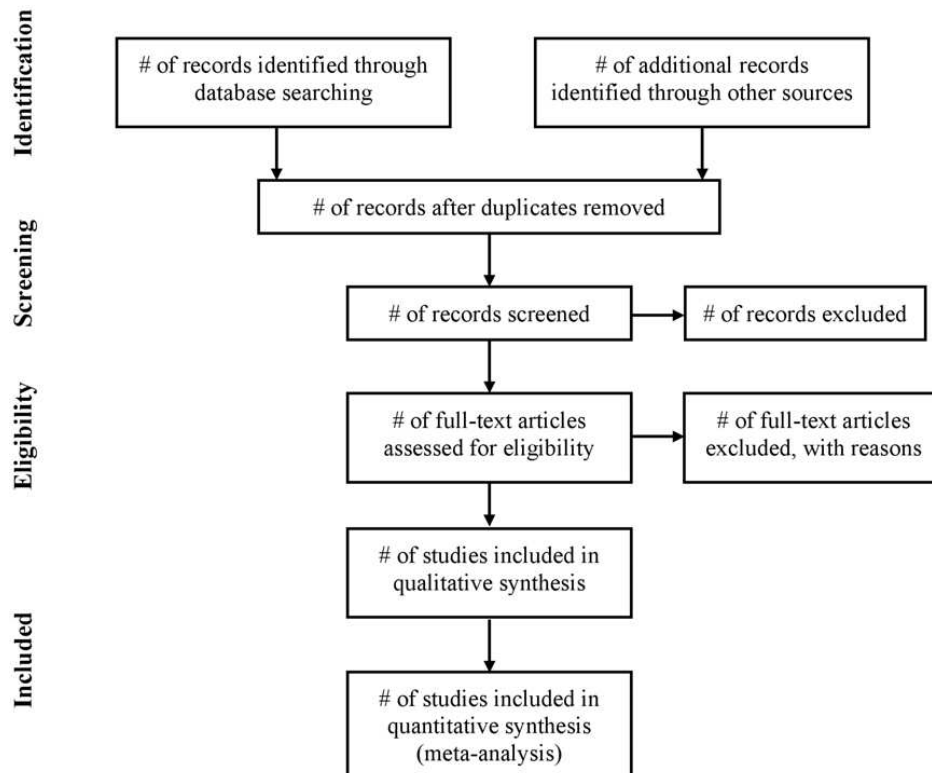 Identification
# of records identified through
database searching
# of additional records
identified through other sources
# of records after duplicates removed
Screening
# of records screened
# of records excluded
Eligibility
# of full-text articles
assessed for eligibility
# of full-text articles
excluded, with reasons
Included
# of studies included in
qualitative synthesis
# of studies included in
quantitative synthesis
(meta-analysis)